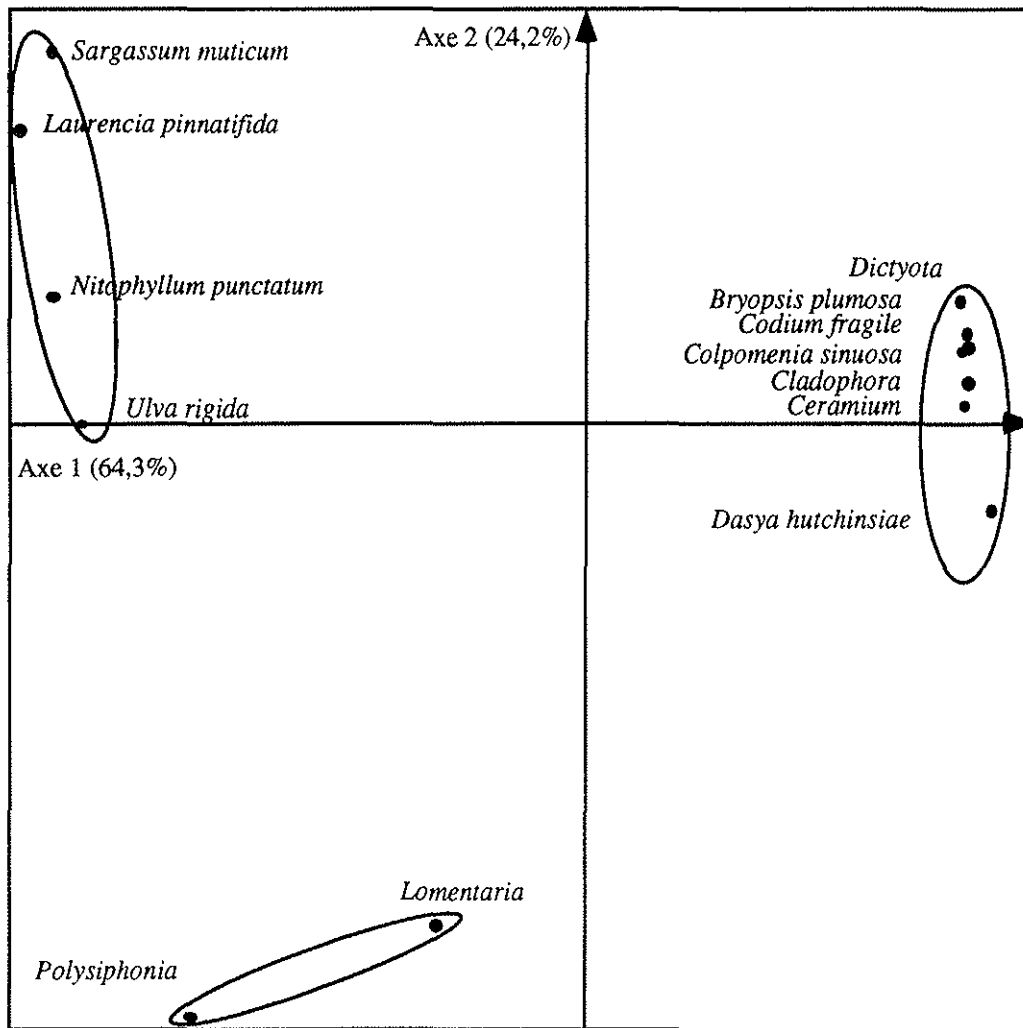 Axe 2 (24,2%)
Sargassum muticum
Laurencia pinnatifida
Nitophyllum punctatum
Ulva rigida
Axe 1 (64,3%)
Dictyota
Bryopsis plumosa
Codium fragile
Colpomenia sinuosa
Cladophora
Ceramium
Dasya hutchinsiae
Lomentaria
Polysiphonia